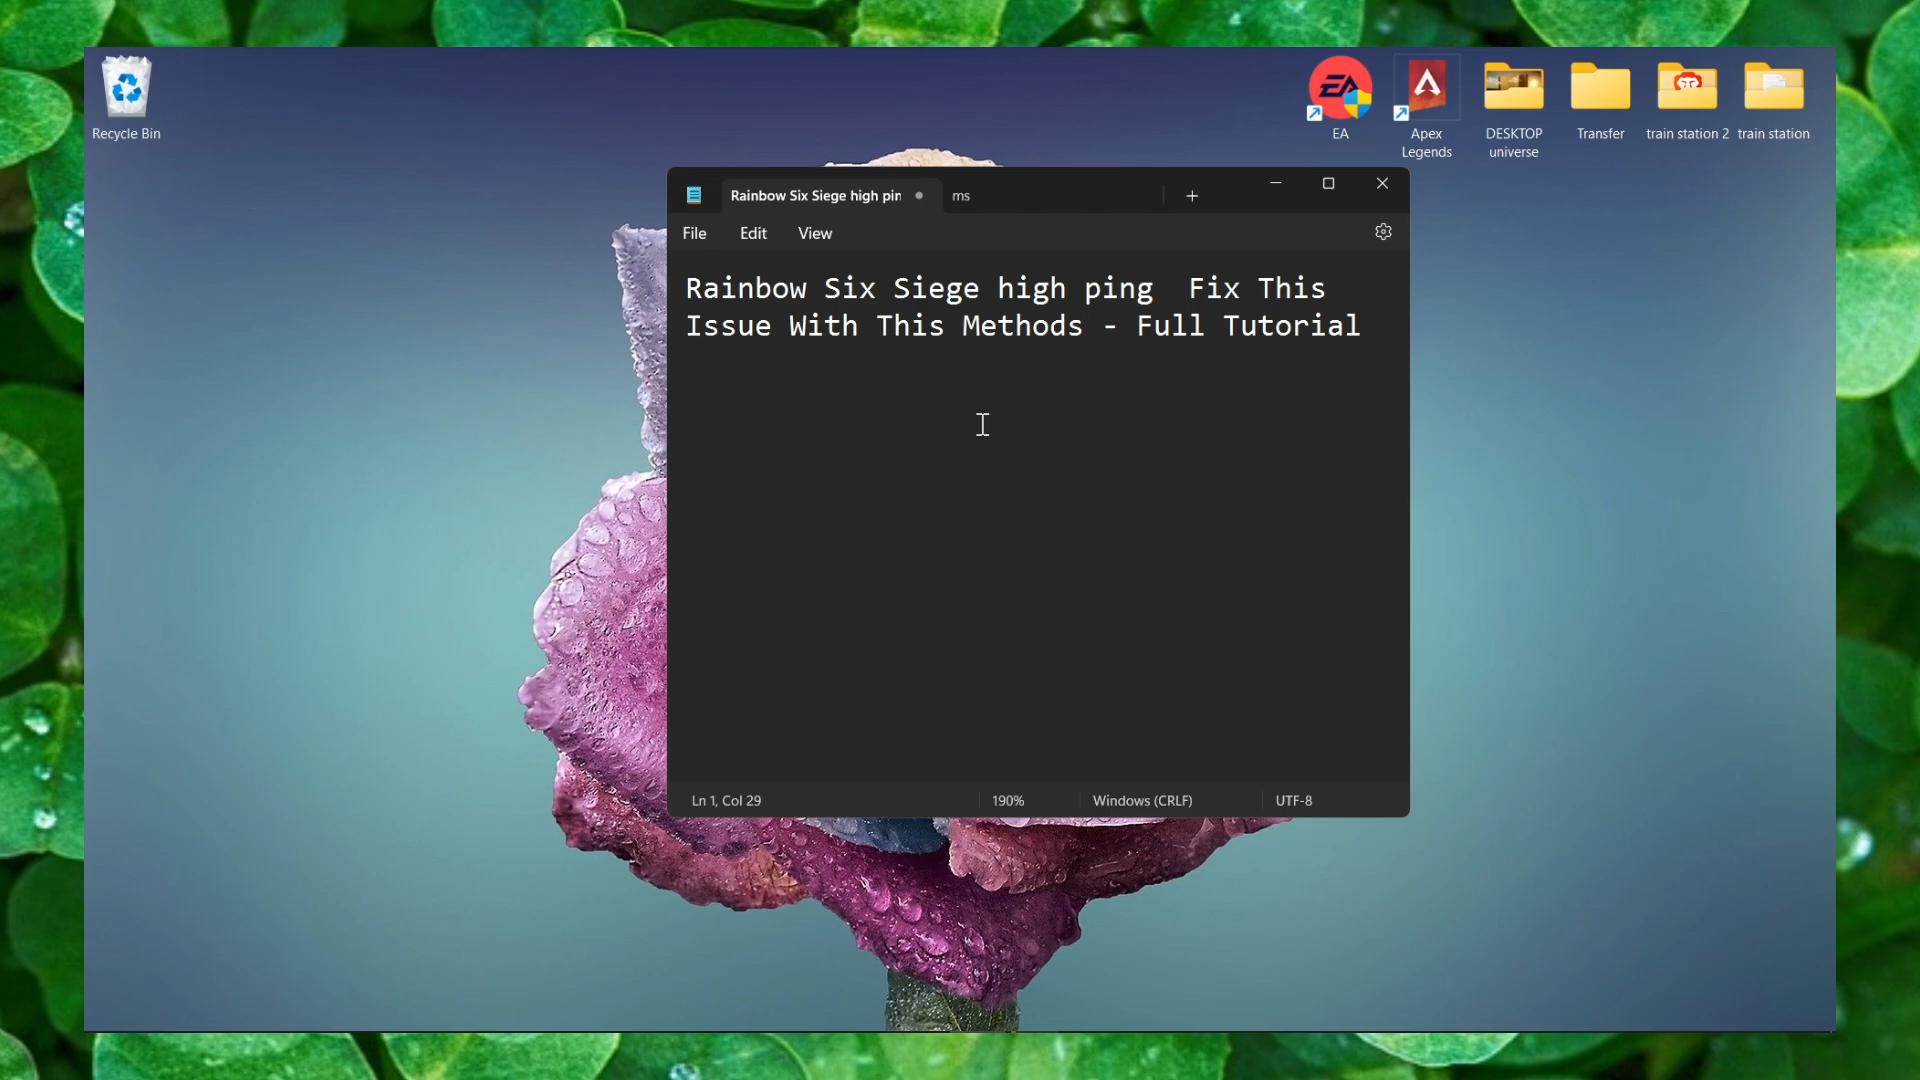 Recycle Bin
EA
Apex
Legends
DESKTOP
universe
Transfer
train station 2
train station
Rainbow Six Siege high pin
ms
File
Edit
View
Rainbow Six Siege high ping  Fix This
Issue With This Methods - Full Tutorial
Ln 1, Col 29
190%
Windows (CRLF)
UTF-8